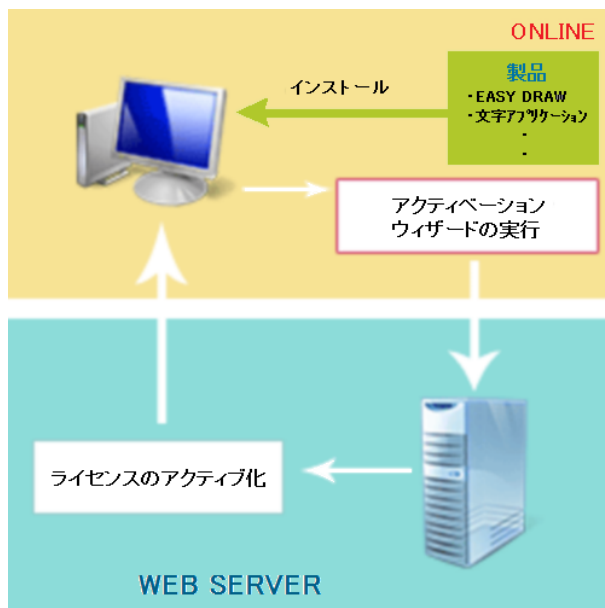 ONLINE
製品
・EASY DRAW
・文字アプリケーション
・
・
インストール
アクティベーション
ウィザードの実行
ライセンスのアクティブ化
WEB SERVER